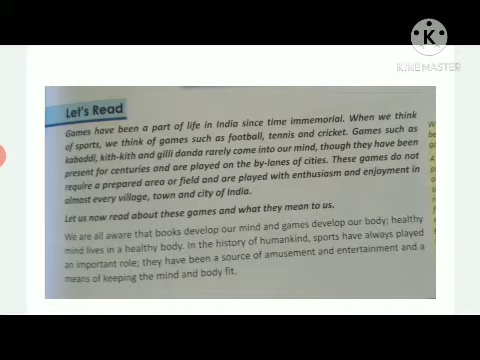 KINEMASTER
Let's Read
Games have been a part of life in India since time immemorial. When we think
of sports, we think of games such as football, tennis and cricket. Games such as
kabaddi, kith-kith and gilli danda rarely come into our mind, though they have been
present for centuries and are played on the by-lanes of cities. These games do not
require a prepared area or field and are played with enthusiasm and enjoyment in
almost every village, town and city of India.
Let us now read about these games and what they mean to us.
We are all aware that books develop our mind and games develop our body; healthy
mind lives in a healthy body. In the history of humankind, sports have always played
an important role; they have been a source of amusement and entertainment and a
means of keeping the mind and body fit.